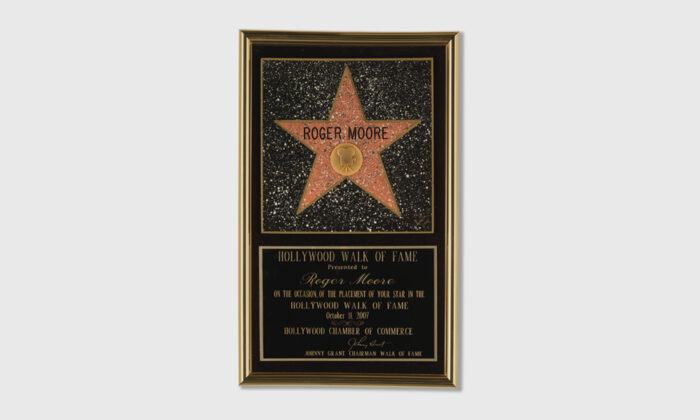 ROGER MOORE
HOLLYWOOD WALK OF FAME
Presented to
Roger Moore
ON THE OCCASION OF THE PLACEMENT OF YOUR STAR IN THE
HOLLYWOOD WALK OF FAME
October 11, 2007
HOLLYWOOD CHAMBER OF COMMERCE
Johnny Grant
JOHNNY GRANT CHAIRMAN WALK OF FAME